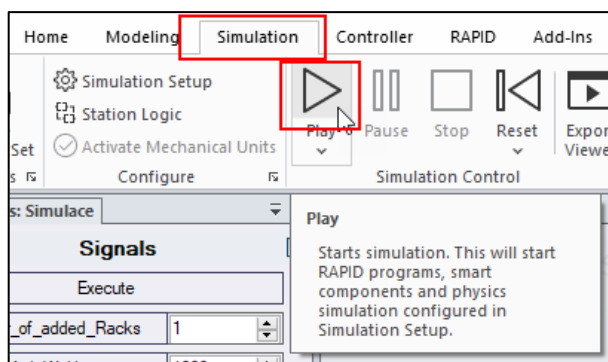 Home Modeling Simulation Controller RAPID Add-Ins
Simulation Setup
Station Logic
Set Activate Mechanical Units
Play Pause Stop Reset
Viewer
Configure Simulation Control
s: Simulace
Signals
Execute
_of_added_Racks 1
Play
Starts simulation. This will start
RAPID programs, smart
components and physics
simulation configured in
Simulation Setup.